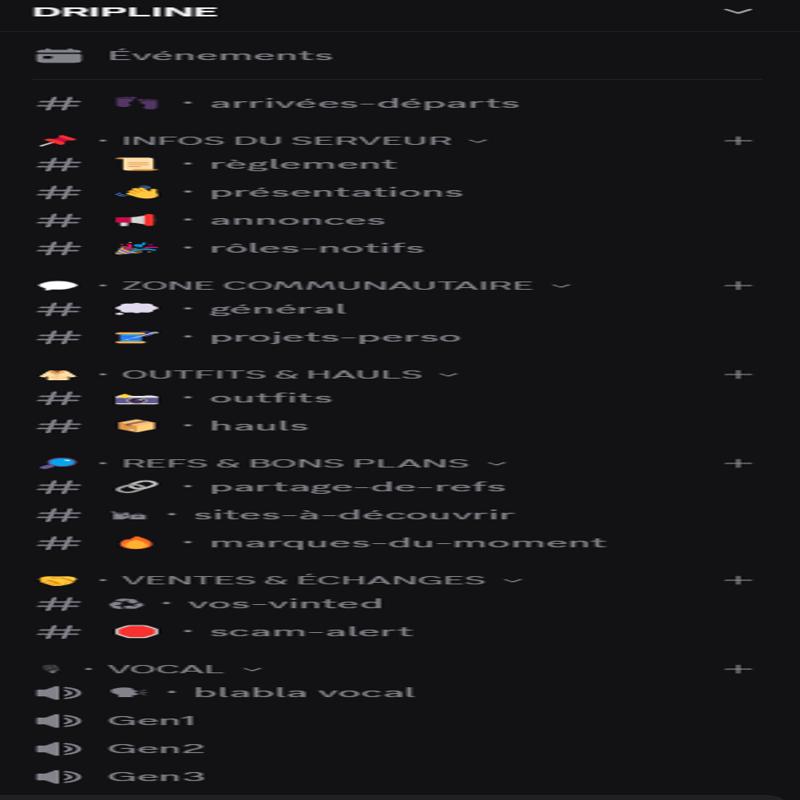 DRIPLINE
Événements
# 👣 · arrivées-départs
📌 · INFOS DU SERVEUR
# 📜 · règlement
# 👋 · présentations
# 📢 · annonces
# 🎉 · rôles-notifs
💬 · ZONE COMMUNAUTAIRE
# 💭 · général
# 🧵 · projets-perso
👕 · OUTFITS & HAULS
# 📸 · outfits
# 📦 · hauls
🔎 · REFS & BONS PLANS
# 🔗 · partage-de-refs
# · sites-à-découvrir
# 🔥 · marques-du-moment
🤝 · VENTES & ÉCHANGES
# ♻ · vos-vinted
# 🛑 · scam-alert
· VOCAL
🗣 · blabla vocal
Gen1
Gen2
Gen3